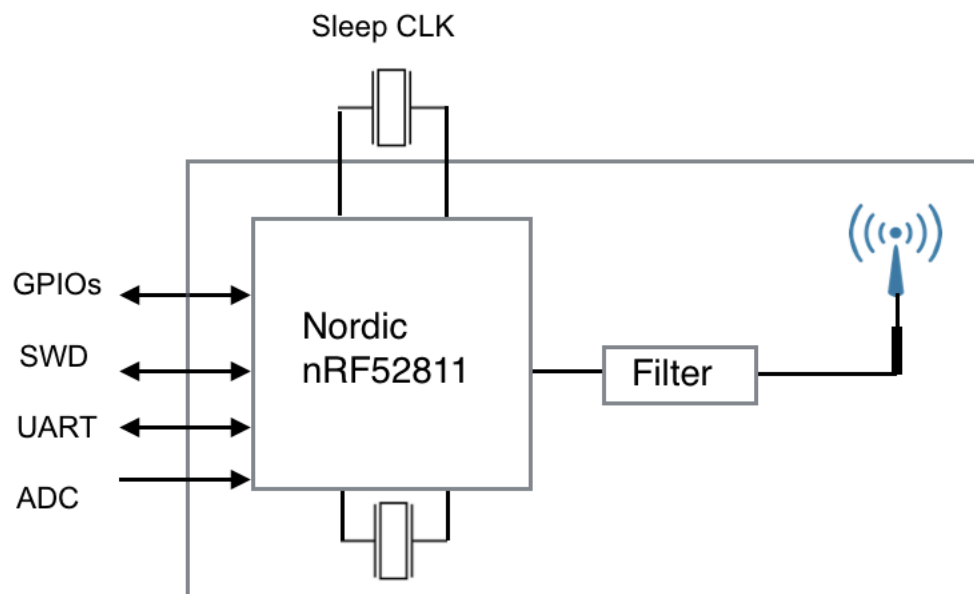 Sleep CLK
GPIOs
SWD
UART
ADC
Nordic
nRF52811
Filter